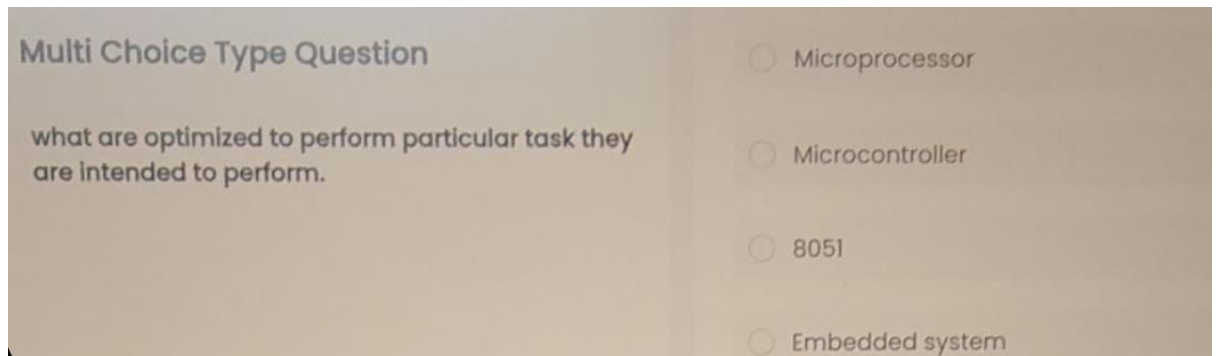 Multi Choice Type Question
what are optimized to perform particular task they
are intended to perform.
Microprocessor
Microcontroller
8051
Embedded system